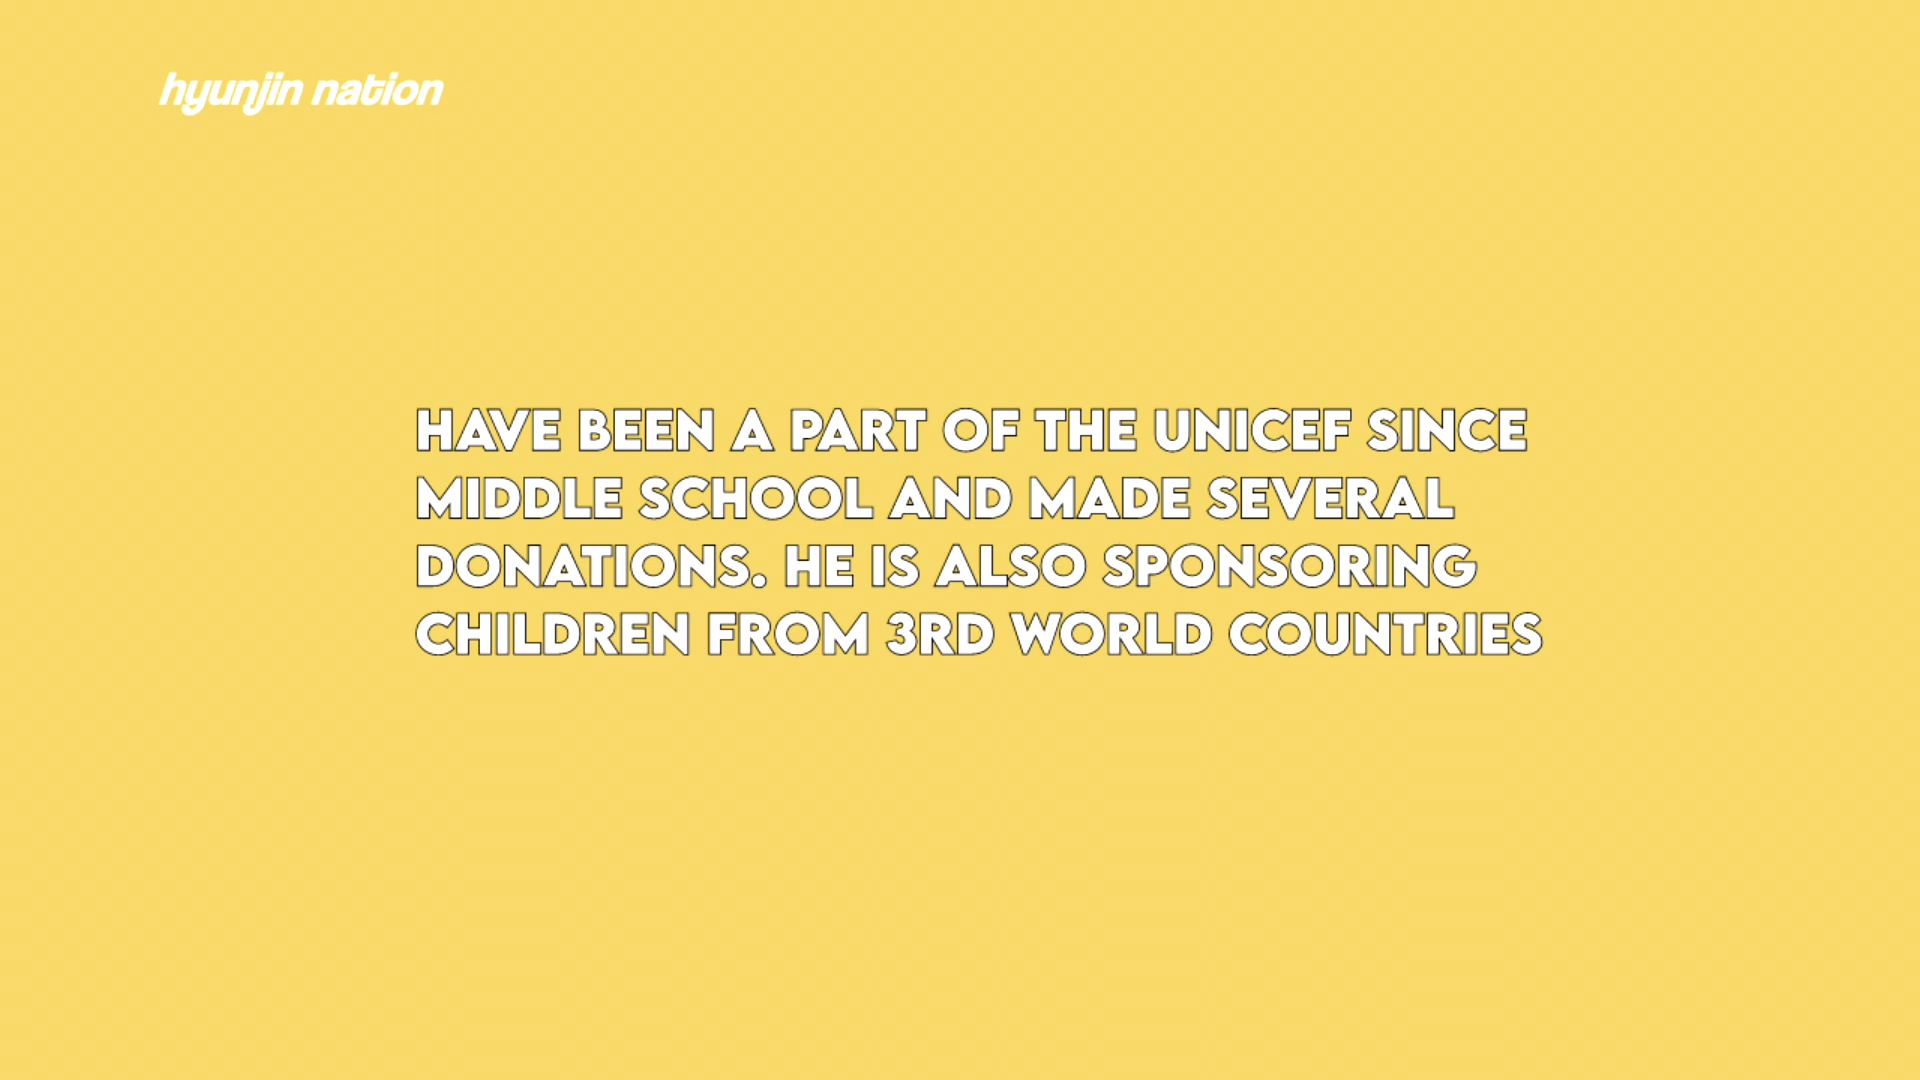 hyunjin nation
HAVE BEEN A PART OF THE UNICEF SINCE
MIDDLE SCHOOL AND MADE SEVERAL
DONATIONS. HE IS ALSO SPONSORING
CHILDREN FROM 3RD WORLD COUNTRIES